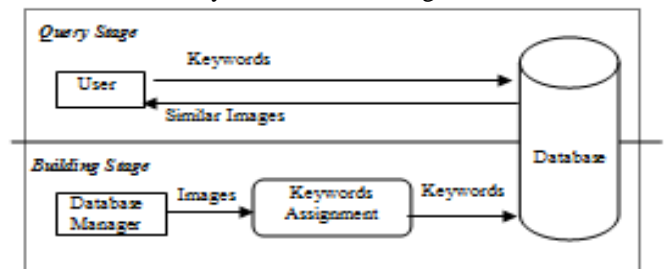 Query Stage
Keywords
User
Similar Images
Database
Building Stage
Images
Keywords
Assignment
Keywords
Database
Manager